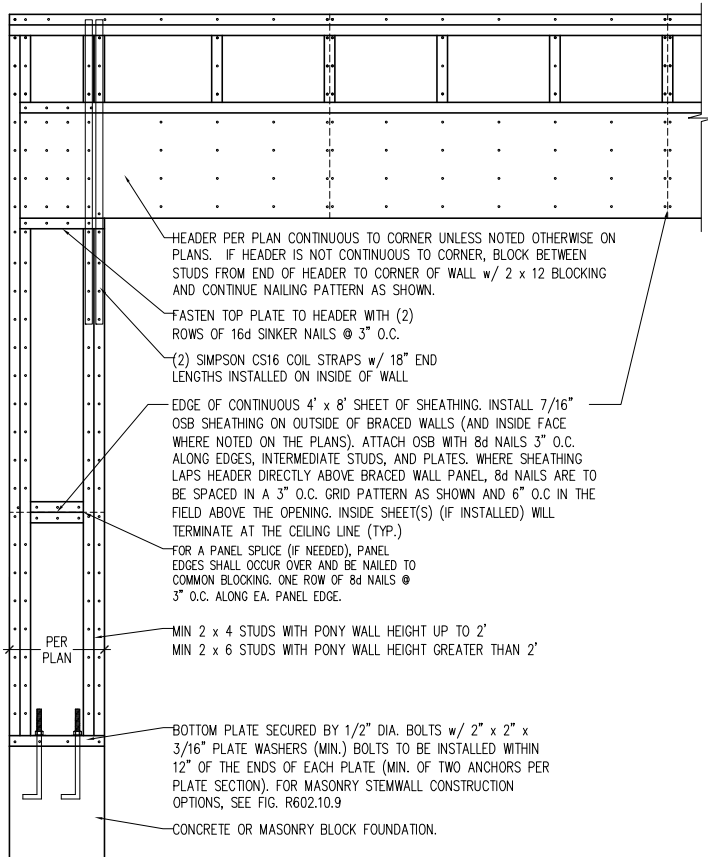 HEADER PER PLAN CONTINUOUS TO CORNER UNLESS NOTED OTHERWISE ON
PLANS. IF HEADER IS NOT CONTINUOUS TO CORNER, BLOCK BETWEEN
STUDS FROM END OF HEADER TO CORNER OF WALL w/ 2 x 12 BLOCKING
AND CONTINUE NAILING PATTERN AS SHOWN.
FASTEN TOP PLATE TO HEADER WITH (2)
ROWS OF 16d SINKER NAILS @ 3" O.C.
(2) SIMPSON CS16 COIL STRAPS w/ 18" END
LENGTHS INSTALLED ON INSIDE OF WALL
EDGE OF CONTINUOUS 4' x 8' SHEET OF SHEATHING. INSTALL 7/16"
OSB SHEATHING ON OUTSIDE OF BRACED WALLS (AND INSIDE FACE
WHERE NOTED ON THE PLANS). ATTACH OSB WITH 8d NAILS 3" O.C.
ALONG EDGES, INTERMEDIATE STUDS, AND PLATES. WHERE SHEATHING
LAPS HEADER DIRECTLY ABOVE BRACED WALL PANEL, 8d NAILS ARE TO
BE SPACED IN A 3" O.C. GRID PATTERN AS SHOWN AND 6" O.C IN THE
FIELD ABOVE THE OPENING. INSIDE SHEET(S) (IF INSTALLED) WILL
TERMINATE AT THE CEILING LINE (TYP.)
FOR A PANEL SPLICE (IF NEEDED), PANEL
EDGES SHALL OCCUR OVER AND BE NAILED TO
COMMON BLOCKING. ONE ROW OF 8d NAILS @
3" O.C. ALONG EA. PANEL EDGE.
PER
PLAN
MIN 2 x 4 STUDS WITH PONY WALL HEIGHT UP TO 2'
MIN 2 x 6 STUDS WITH PONY WALL HEIGHT GREATER THAN 2'
BOTTOM PLATE SECURED BY 1/2" DIA. BOLTS w/ 2" x 2" x
3/16" PLATE WASHERS (MIN.) BOLTS TO BE INSTALLED WITHIN
12" OF THE ENDS OF EACH PLATE (MIN. OF TWO ANCHORS PER
PLATE SECTION). FOR MASONRY STEMWALL CONSTRUCTION
OPTIONS, SEE FIG. R602.10.9
CONCRETE OR MASONRY BLOCK FOUNDATION.